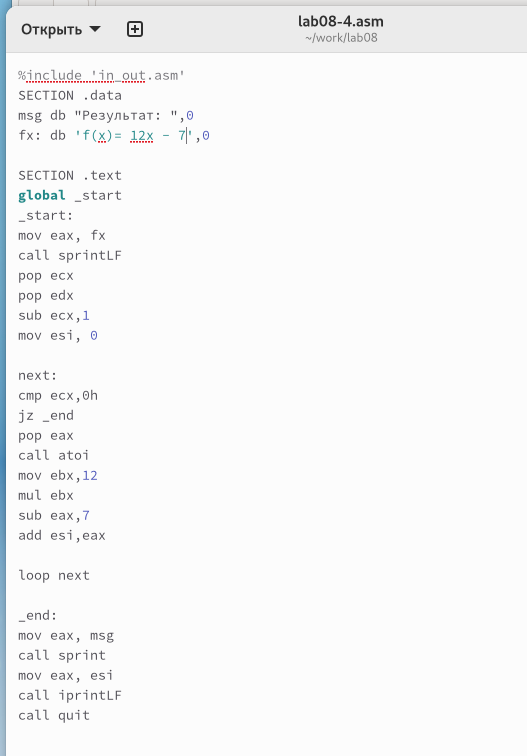 Открыть
lab08-4.asm
~/work/lab08
%include 'in_out.asm'
SECTION .data
msg db "Результат: ",0
fx: db 'f(x)= 12x - 7',0
SECTION .text
global _start
_start:
mov eax, fx
call sprintLF
pop ecx
pop edx
sub ecx,1
mov esi, 0
next:
cmp ecx,0h
jz _end
pop eax
call atoi
mov ebx,12
mul ebx
sub eax,7
add esi,eax
loop next
_end:
mov eax, msg
call sprint
mov eax, esi
call iprintLF
call quit